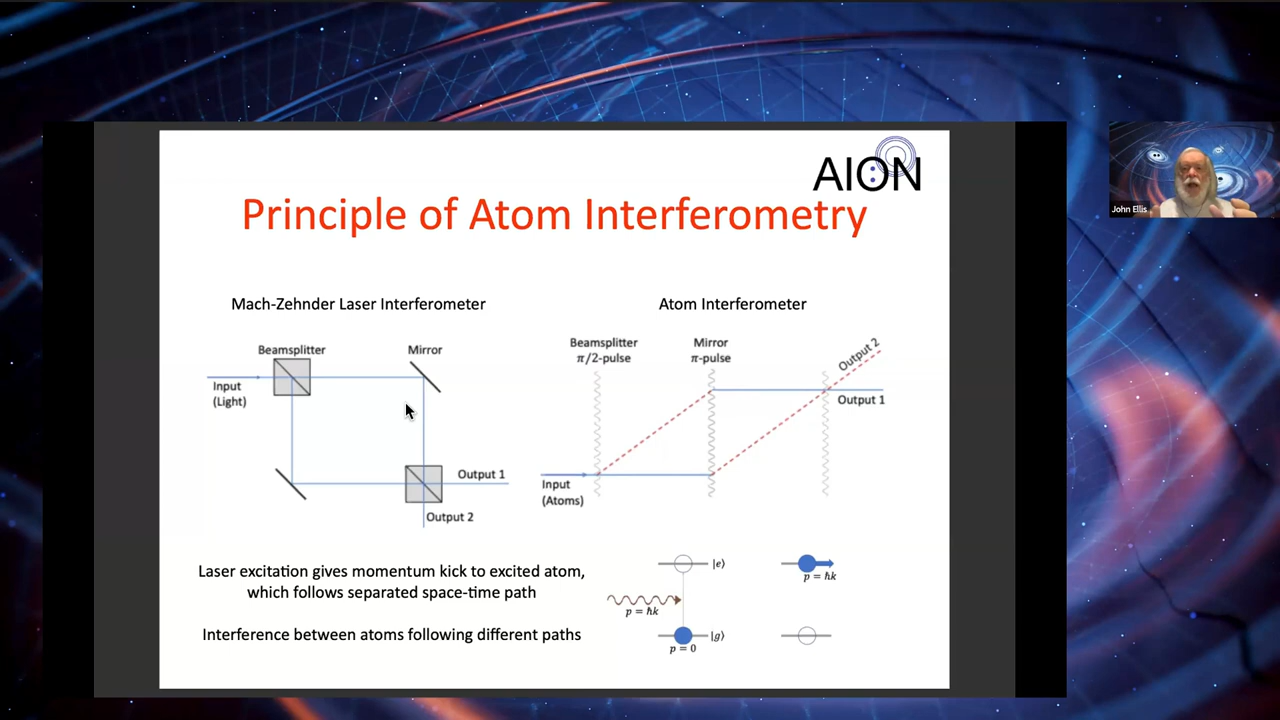 AION
Principle of Atom Interferometry
John Ellis
Mach-Zehnder Laser Interferometer
Beamsplitter
Mirror
Input
(Light)
Output 1
Output 2
Atom Interferometer
Beamsplitter
π/2-pulse
Mirror
π-pulse
Output 2
Output 1
Input
(Atoms)
Laser excitation gives momentum kick to excited atom,
which follows separated space-time path
Interference between atoms following different paths
|e⟩
p = ħk
|g⟩
p = 0
p = ħk